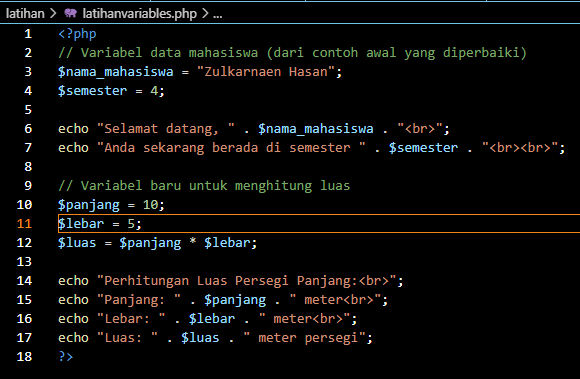 latihan > latihanvariables.php > ...
1 <?php
2 // Variabel data mahasiswa (dari contoh awal yang diperbaiki)
3 $nama_mahasiswa = "Zulkarnaen Hasan";
4 $semester = 4;
5
6 echo "Selamat datang, " . $nama_mahasiswa . "<br>";
7 echo "Anda sekarang berada di semester " . $semester . "<br><br>";
8
9 // Variabel baru untuk menghitung luas
10 $panjang = 10;
11 $lebar = 5;
12 $luas = $panjang * $lebar;
13
14 echo "Perhitungan Luas Persegi Panjang:<br>";
15 echo "Panjang: " . $panjang . " meter<br>";
16 echo "Lebar: " . $lebar . " meter<br>";
17 echo "Luas: " . $luas . " meter persegi";
18 ?>